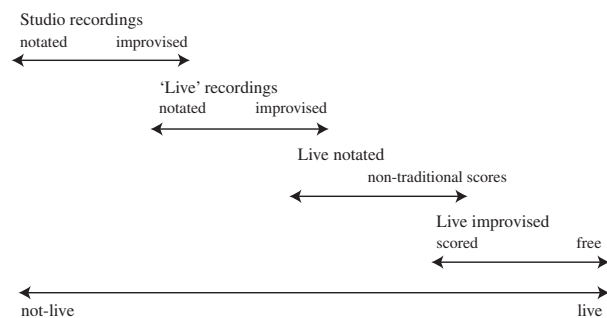 Studio recordings
notated improvised
‘Live’ recordings
notated improvised
Live notated
non-traditional scores
Live improvised
scored free
not-live live